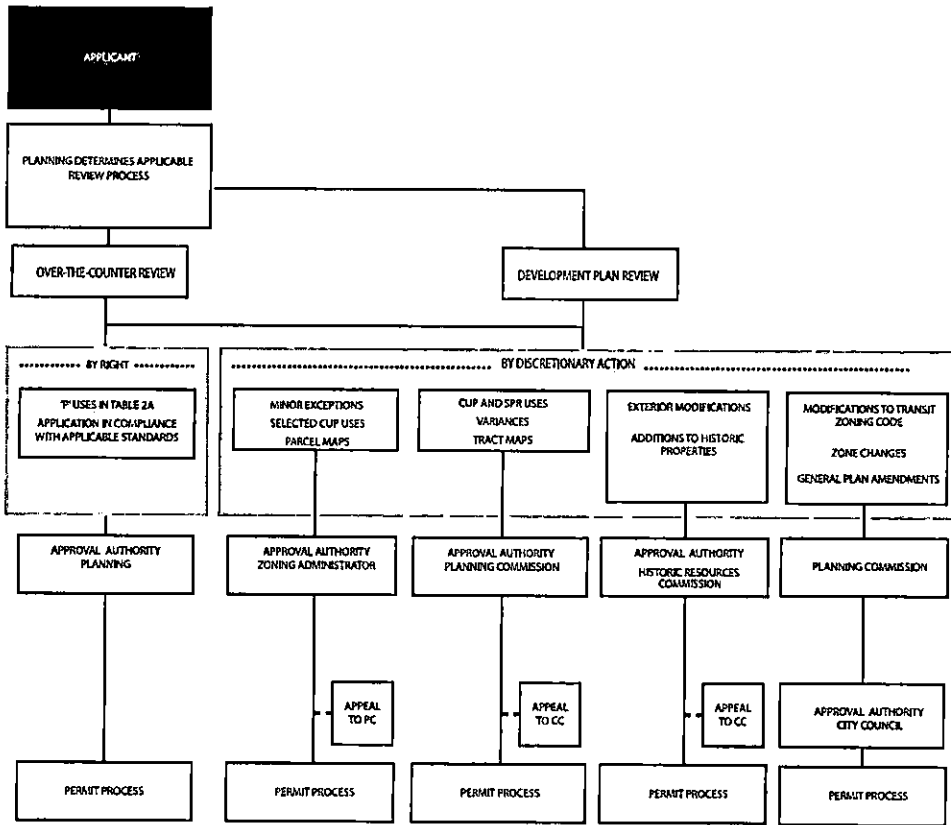 APPLICANT
PLANNING DETERMINES APPLICABLE
REVIEW PROCESS
OVER-THE-COUNTER REVIEW
DEVELOPMENT PLAN REVIEW
BY RIGHT
BY DISCRETIONARY ACTION
'P' USES IN TABLE 2A
APPLICATION IN COMPLIANCE
WITH APPLICABLE STANDARDS
MINOR EXCEPTIONS
SELECTED CUP USES
PARCEL MAPS
CUP AND SPR USES
VARIANCES
TRACT MAPS
EXTERIOR MODIFICATIONS
ADDITIONS TO HISTORIC
PROPERTIES
MODIFICATIONS TO TRANSIT
ZONING CODE
ZONE CHANGES
GENERAL PLAN AMENDMENTS
APPROVAL AUTHORITY
PLANNING
APPROVAL AUTHORITY
ZONING ADMINISTRATOR
APPROVAL AUTHORITY
PLANNING COMMISSION
APPROVAL AUTHORITY
HISTORIC RESOURCES
COMMISSION
PLANNING COMMISSION
APPEAL
TO PC
APPEAL
TO CC
APPEAL
TO CC
APPROVAL AUTHORITY
CITY COUNCIL
PERMIT PROCESS
PERMIT PROCESS
PERMIT PROCESS
PERMIT PROCESS
PERMIT PROCESS